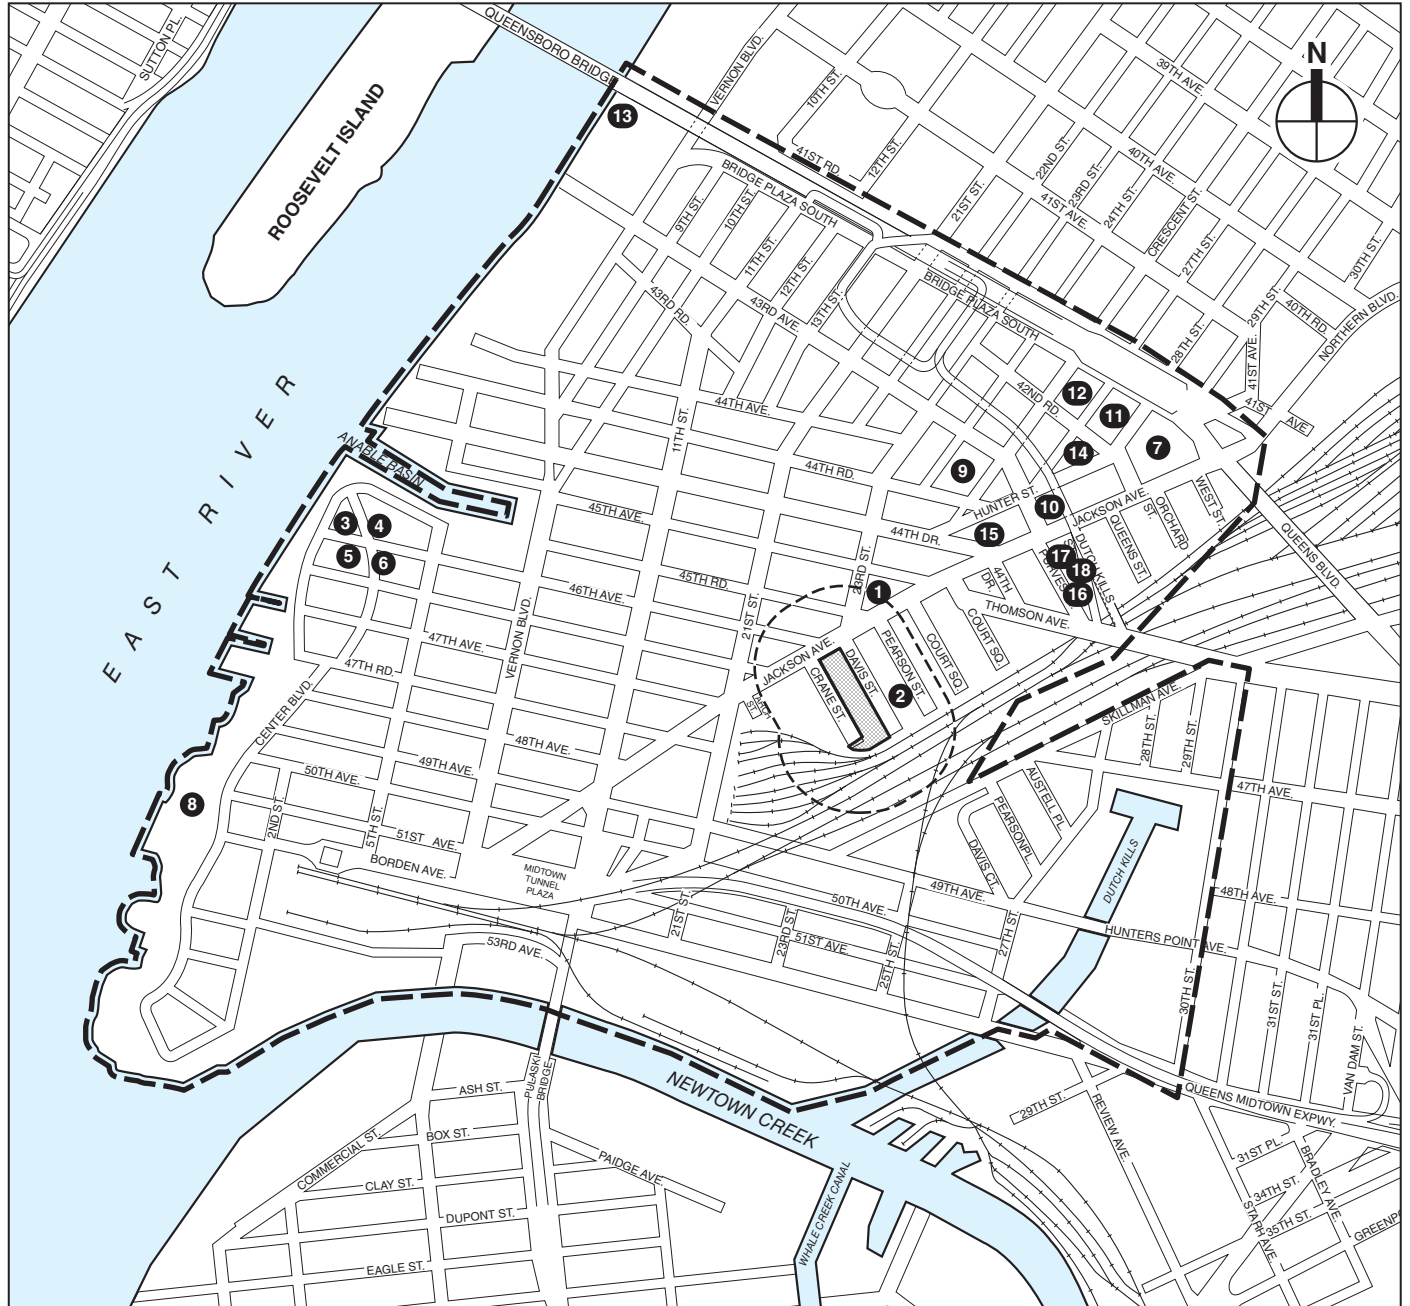 SUTTON PL.
QUEENSBORO BRIDGE
ROOSEVELT ISLAND
VERNON BLVD.
10TH ST.
39TH AVE.
N
13
41ST RD.
12TH ST.
22ND ST.
23RD ST.
24TH ST.
40TH AVE.
CRESCENT ST.
21ST ST.
41ST AVE.
27TH ST.
30TH ST.
BRIDGE PLAZA SOUTH
9TH ST.
10TH ST.
11TH ST.
12TH ST.
13TH ST.
BRIDGE PLAZA SOUTH
28TH ST.
29TH ST.
40TH RD.
NORTHERN BLVD.
41ST AVE.
41ST AVE.
43RD RD.
43RD AVE.
42ND RD.
12
11
7
14
9
10
15
EAST RIVER
ANABLE BASIN
11TH ST.
44TH AVE.
44TH RD.
44TH DR.
HUNTER ST.
JACKSON AVE.
ORCHARD ST.
WEST ST.
QUEENS ST.
DUTCH KILLS
QUEENS BLVD.
3
4
5
6
45TH AVE.
45TH RD.
46TH AVE.
23RD ST.
21ST ST.
1
17
18
16
PURVES
44TH DR.
THOMSON AVE.
47TH AVE.
47TH RD.
VERNON BLVD.
CENTER BLVD.
JACKSON AVE.
ARCH ST.
CRANE ST.
DAVIS ST.
PEARSON ST.
COURT SQ.
COURT SQ.
2
SKILLMAN AVE.
28TH ST.
29TH ST.
48TH AVE.
49TH AVE.
50TH AVE.
51ST AVE.
BORDEN AVE.
2ND ST.
5TH ST.
8
MIDTOWN TUNNEL PLAZA
AUSTELL PL.
PEARSON PL.
DAVIS CT.
47TH AVE.
DUTCH KILLS
48TH AVE.
49TH AVE.
50TH AVE.
51ST AVE.
21ST ST.
23RD ST.
25TH ST.
27TH ST.
HUNTERS POINT AVE.
53RD AVE.
30TH ST.
31ST ST.
31ST PL.
VAN DAM ST.
PULASKI BRIDGE
NEWTOWN CREEK
QUEENS MIDTOWN EXPWY.
29TH ST.
REVIEW AVE.
ASH ST.
BOX ST.
COMMERCIAL ST.
CLAY ST.
DUPONT ST.
EAGLE ST.
PAIDGE AVE.
WHALE CREEK CANAL
31ST PL.
BRADLEY AVE.
34TH ST.
35TH ST.
STARR AVE.
GREENPO